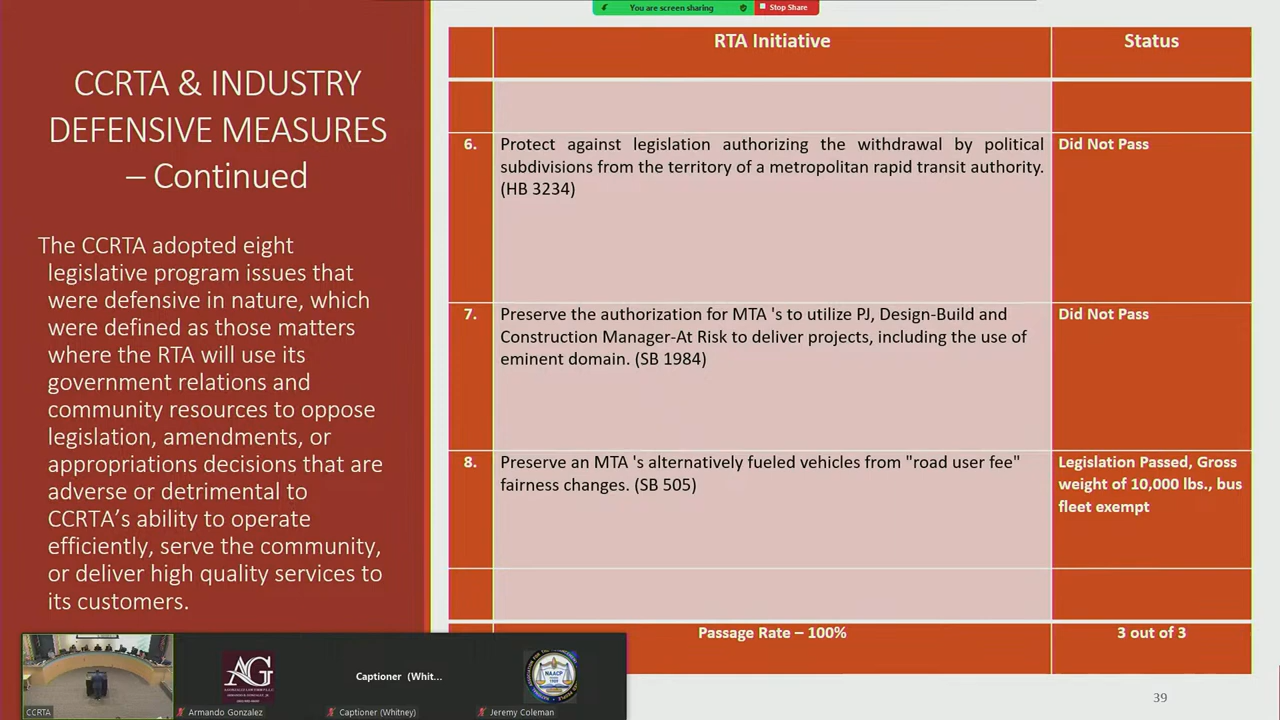 You are screen sharing
Stop Share
CCRTA & INDUSTRY
DEFENSIVE MEASURES
– Continued
The CCRTA adopted eight
legislative program issues that
were defensive in nature, which
were defined as those matters
where the RTA will use its
government relations and
community resources to oppose
legislation, amendments, or
appropriations decisions that are
adverse or detrimental to
CCRTA’s ability to operate
efficiently, serve the community,
or deliver high quality services to
its customers.
RTA Initiative
Status
6.
Protect against legislation authorizing the withdrawal by political
subdivisions from the territory of a metropolitan rapid transit authority.
(HB 3234)
Did Not Pass
7.
Preserve the authorization for MTA 's to utilize PJ, Design-Build and
Construction Manager-At Risk to deliver projects, including the use of
eminent domain. (SB 1984)
Did Not Pass
8.
Preserve an MTA 's alternatively fueled vehicles from "road user fee"
fairness changes. (SB 505)
Legislation Passed, Gross
weight of 10,000 lbs., bus
fleet exempt
Passage Rate – 100%
3 out of 3
39
CCRTA
AG
Armando Gonzalez
Captioner (Whit...
Captioner (Whitney)
NAACP
Jeremy Coleman